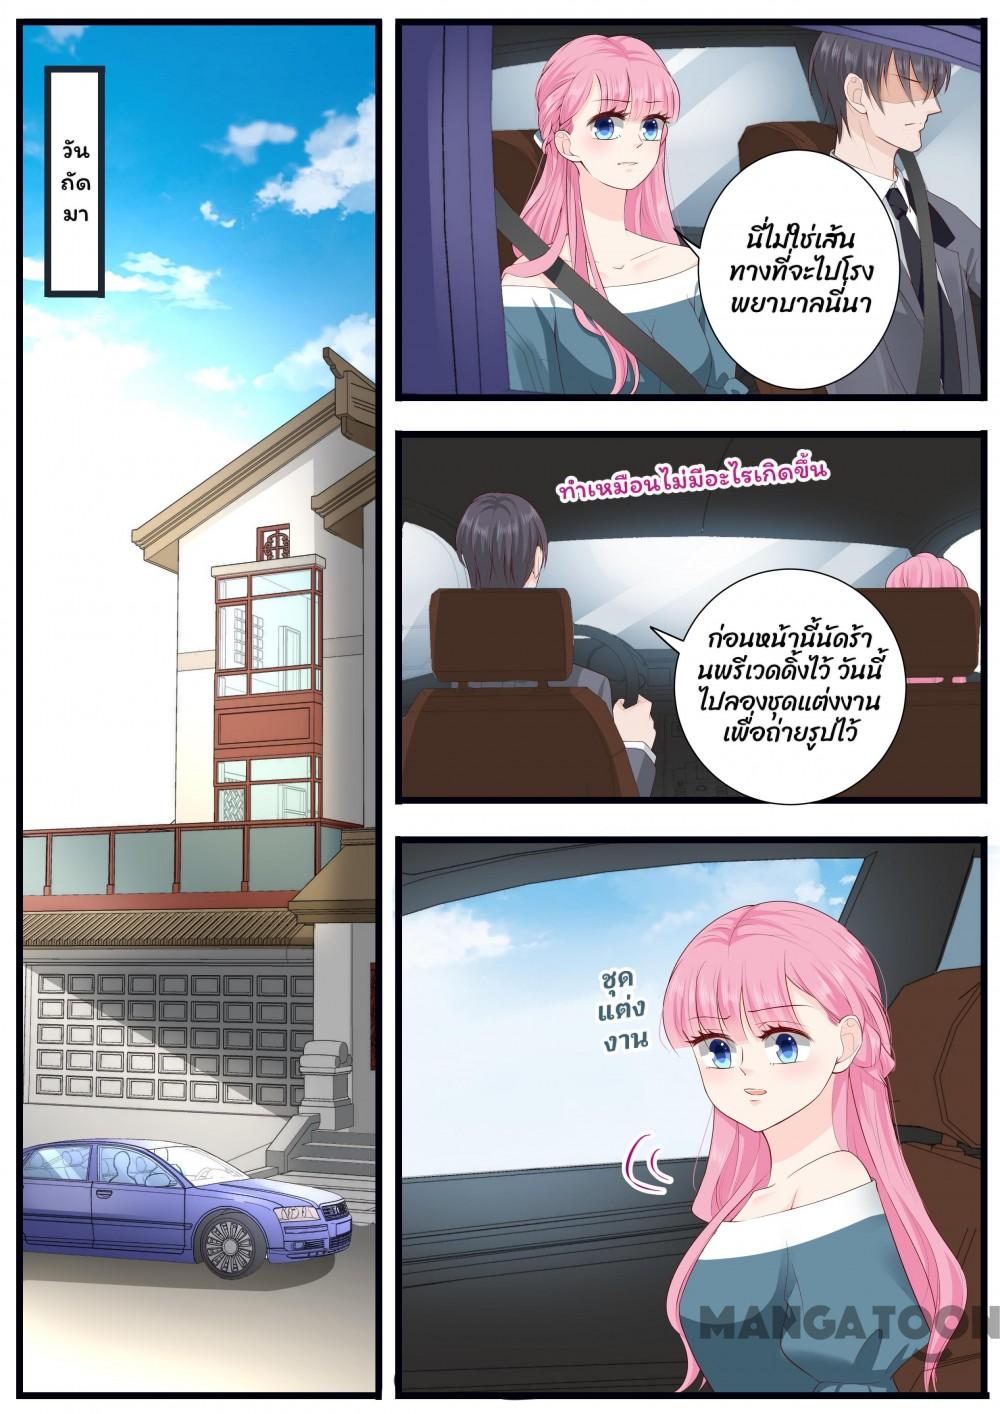 วัน
ถัด
มา
นี่ไม่ใช่เส้น
ทางที่จะไปโรง
พยาบาลนี่นา
ทำเหมือนไม่มีอะไรเกิดขึ้น
ก่อนหน้านี้นัดร้า
นพรีเวดดิ้งไว้ วันนี้
ไปลองชุดแต่งงาน
เพื่อถ่ายรูปไว้
ชุด
แต่ง
งาน
MANGATOON